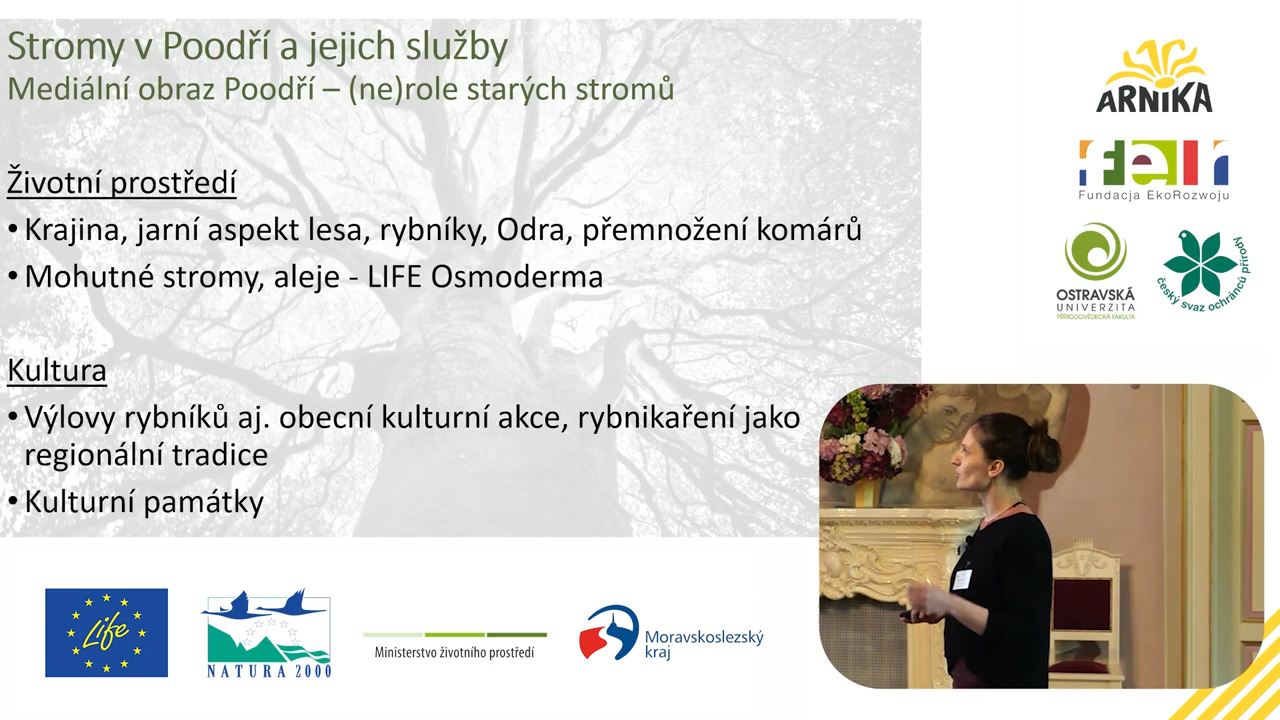 Stromy v Poodří a jejich služby
Mediální obraz Poodří – (ne)role starých stromů
Životní prostředí
• Krajina, jarní aspekt lesa, rybníky, Odra, přemnožení komárů
• Mohutné stromy, aleje - LIFE Osmoderma
Kultura
• Výlovy rybníků aj. obecní kulturní akce, rybnikaření jako
regionální tradice
• Kulturní památky
ARNIKA
feri
Fundacja EkoRozwoju
OSTRAVSKÁ
UNIVERZITA
PŘÍRODOVĚDECKÁ FAKULTA
český svaz ochránců přírody
Life
NATURA 2000
Ministerstvo životního prostředí
Moravskoslezský
kraj